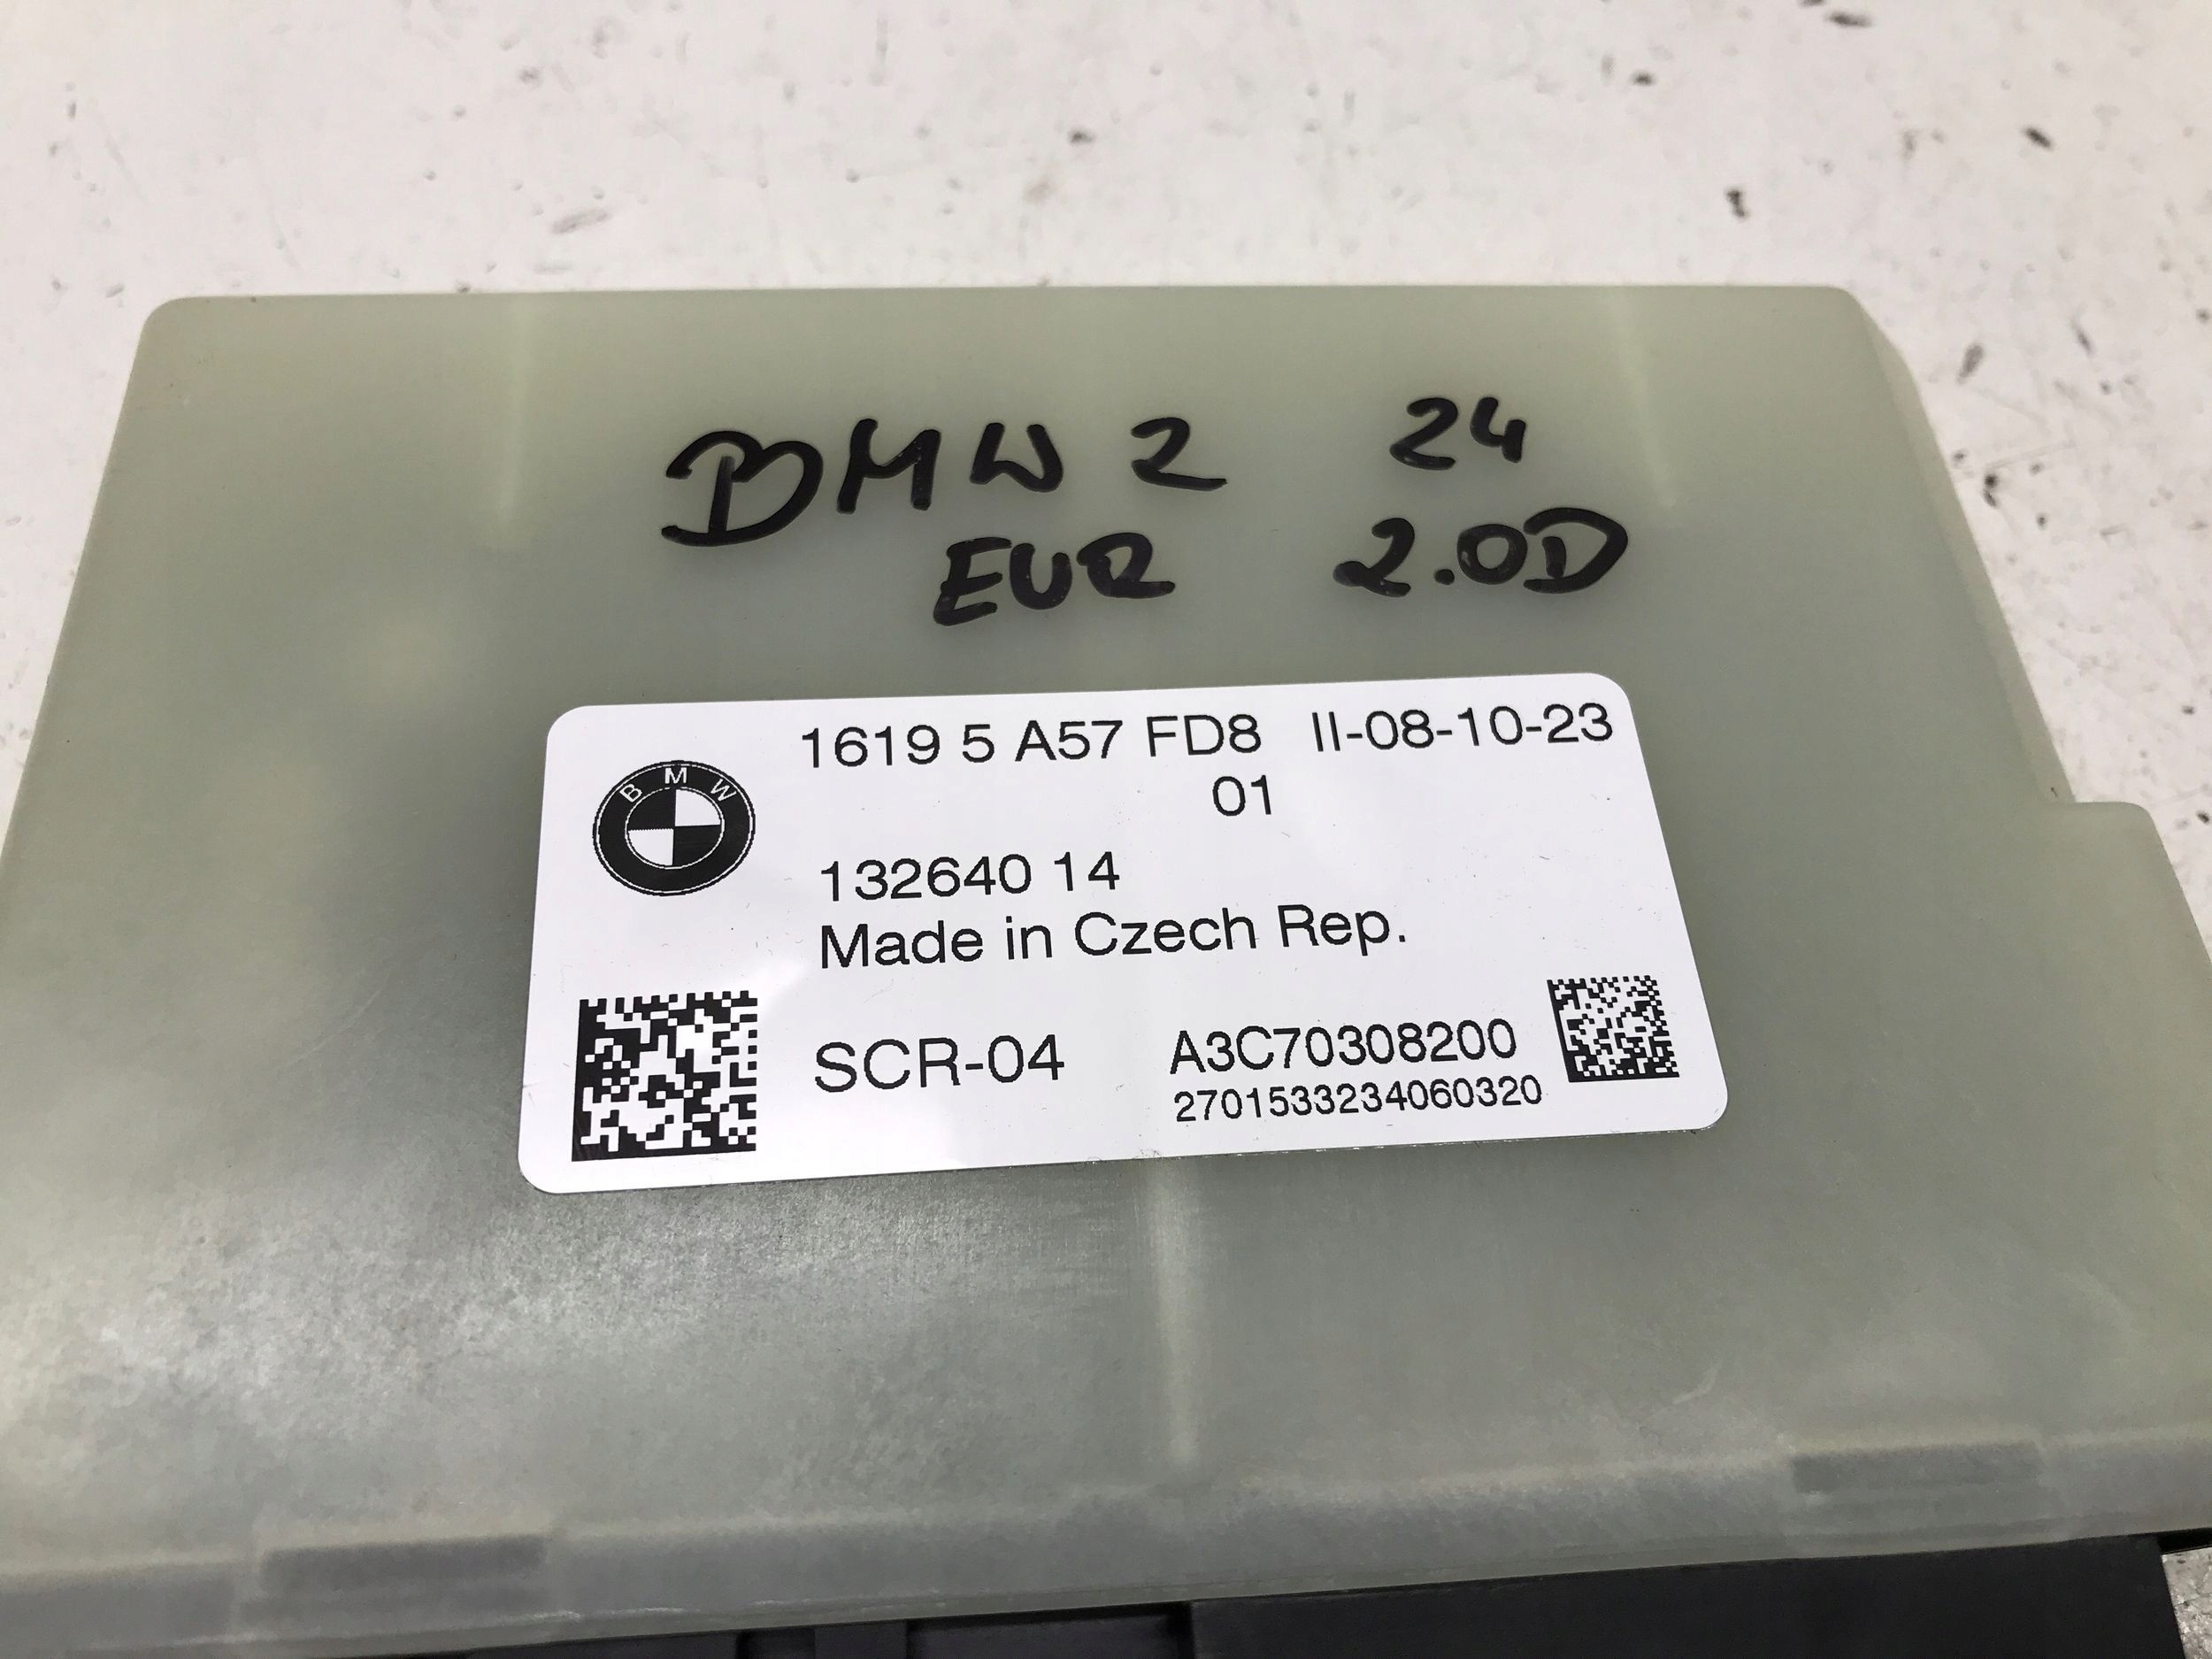 BMW 2 24
EUR 2.0D
1619 5 A57 FD8 II-08-10-23
01
BMW
132640 14
Made in Czech Rep.
SCR-04 A3C70308200
2701533234060320